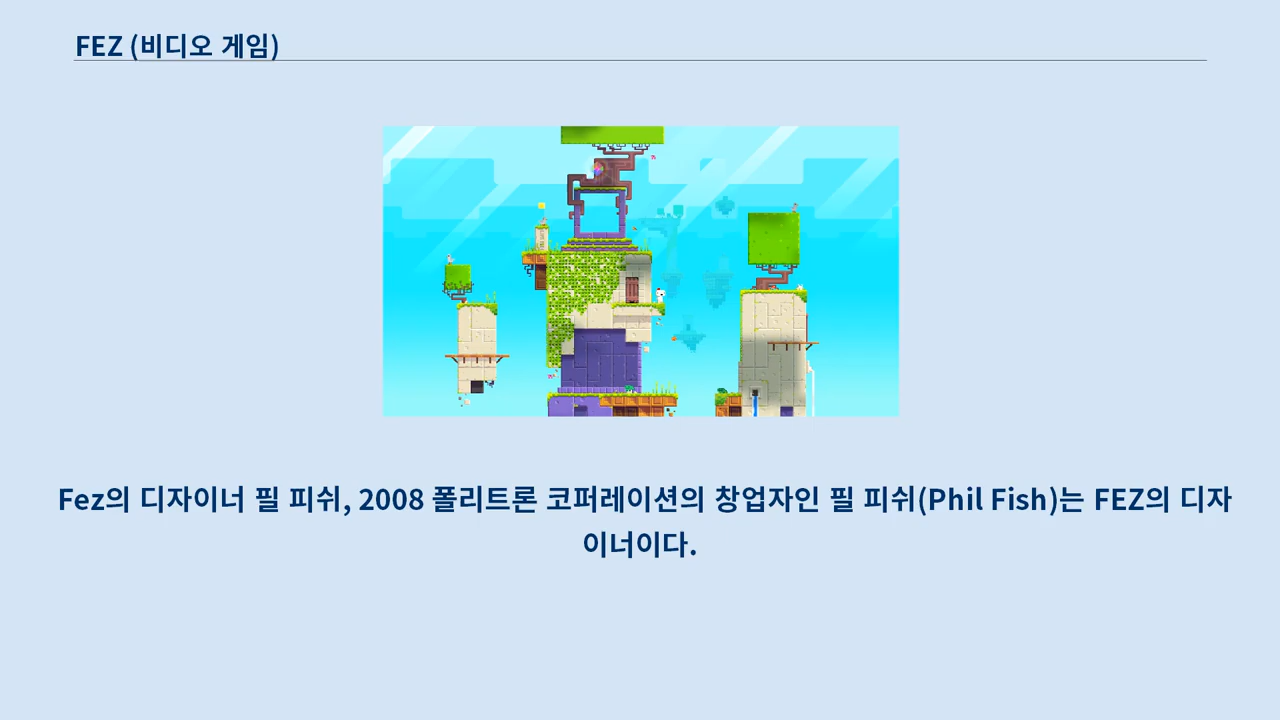 FEZ (비디오 게임)
Fez의 디자이너 필 피쉬, 2008 폴리트론 코퍼레이션의 창업자인 필 피쉬(Phil Fish)는 FEZ의 디자
이너이다.